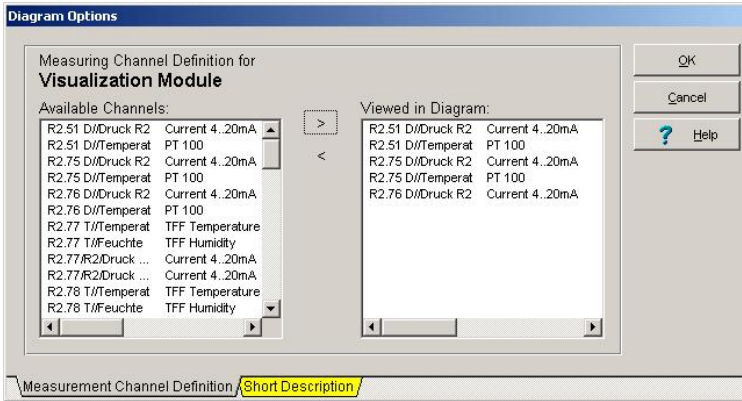 Diagram Options
Measuring Channel Definition for
Visualization Module
Available Channels:
R2.51 D//Druck R2 Current 4..20mA
R2.51 D//Temperat PT 100
R2.75 D//Druck R2 Current 4..20mA
R2.75 D//Temperat PT 100
R2.76 D//Druck R2 Current 4..20mA
R2.76 D//Temperat PT 100
R2.77 T//Temperat TFF Temperature
R2.77 T//Feuchte TFF Humidity
R2.77/R2/Druck ... Current 4..20mA
R2.77/R2/Druck ... Current 4..20mA
R2.78 T//Temperat TFF Temperature
R2.78 T//Feuchte TFF Humidity
>
<
Viewed in Diagram:
R2.51 D//Druck R2 Current 4..20mA
R2.51 D//Temperat PT 100
R2.75 D//Druck R2 Current 4..20mA
R2.75 D//Temperat PT 100
R2.76 D//Druck R2 Current 4..20mA
OK
Cancel
? Help
Measurement Channel Definition
Short Description